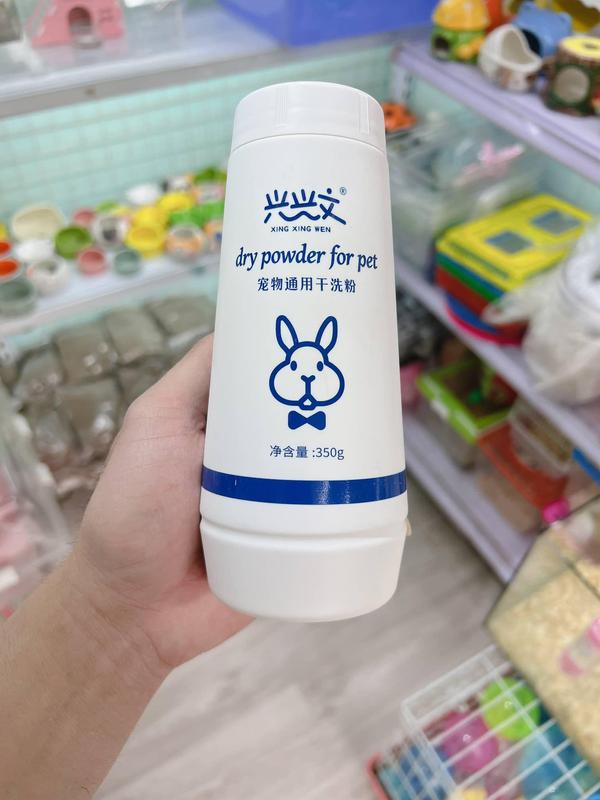 兴兴文®
XING XING WEN
dry powder for pet
宠物通用干洗粉
净含量:350g